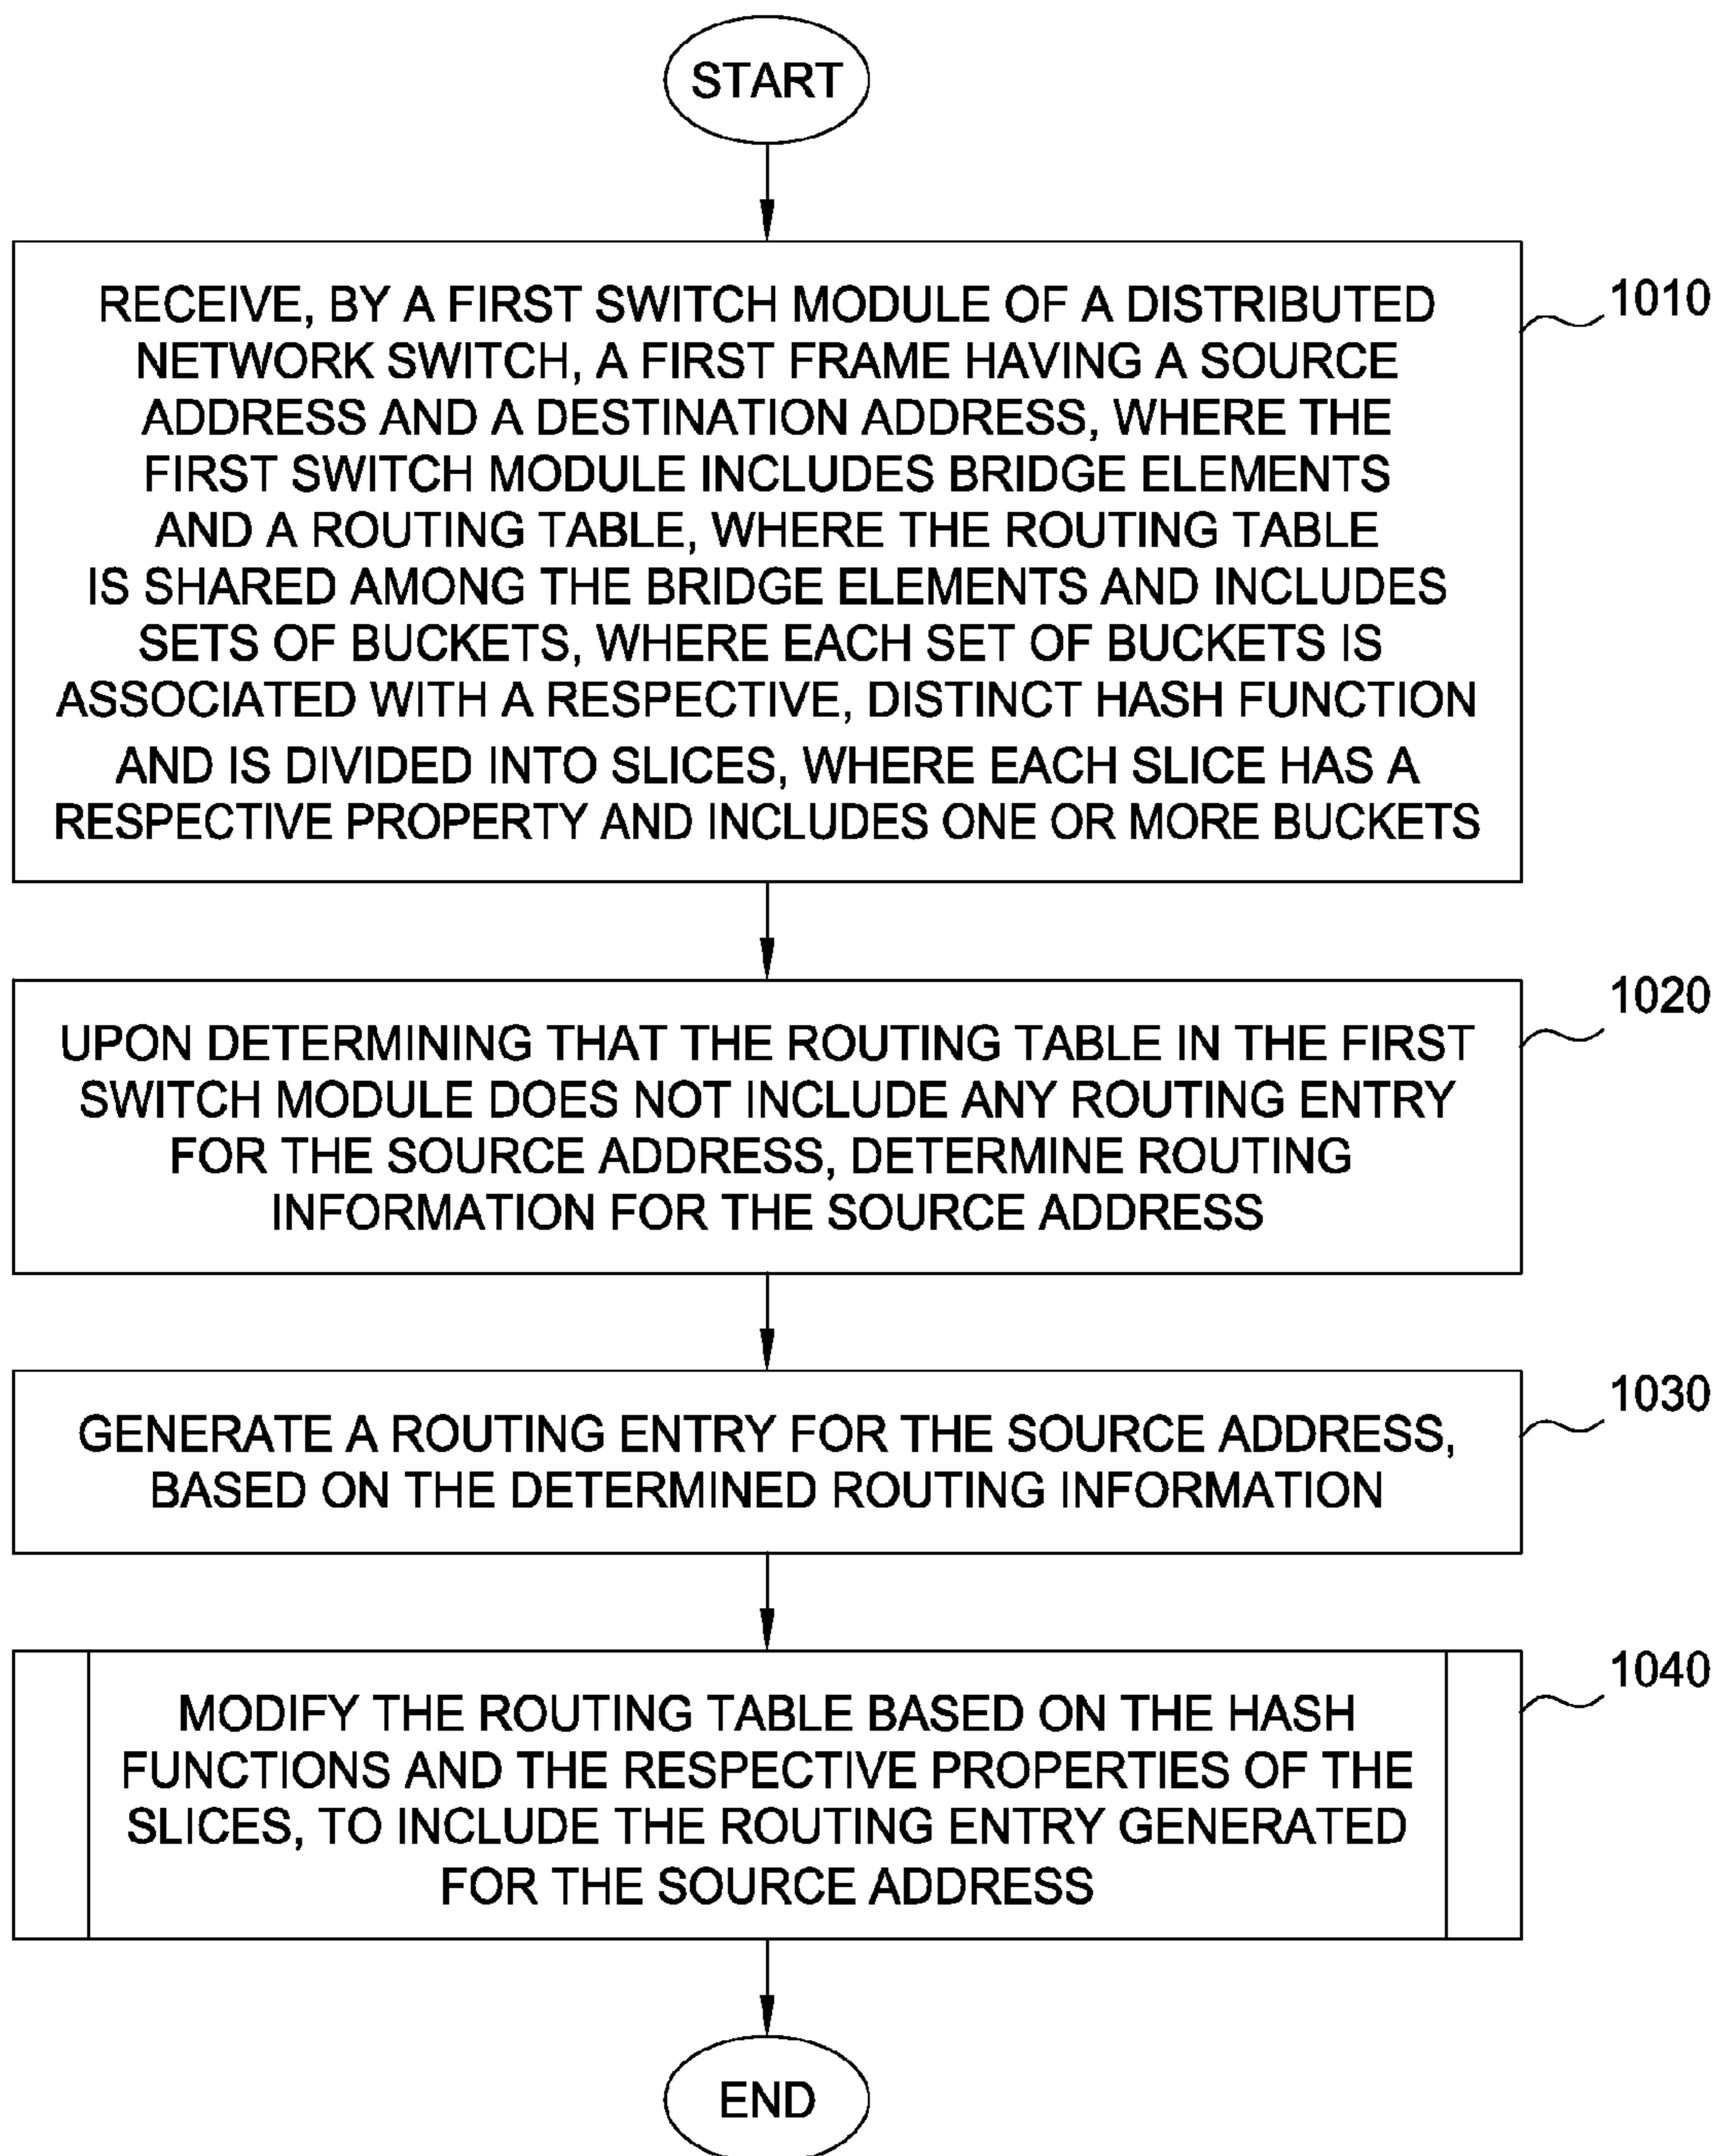 START
RECEIVE, BY A FIRST SWITCH MODULE OF A DISTRIBUTED
NETWORK SWITCH, A FIRST FRAME HAVING A SOURCE
ADDRESS AND A DESTINATION ADDRESS, WHERE THE
FIRST SWITCH MODULE INCLUDES BRIDGE ELEMENTS
AND A ROUTING TABLE, WHERE THE ROUTING TABLE
IS SHARED AMONG THE BRIDGE ELEMENTS AND INCLUDES
SETS OF BUCKETS, WHERE EACH SET OF BUCKETS IS
ASSOCIATED WITH A RESPECTIVE, DISTINCT HASH FUNCTION
AND IS DIVIDED INTO SLICES, WHERE EACH SLICE HAS A
RESPECTIVE PROPERTY AND INCLUDES ONE OR MORE BUCKETS
1010
UPON DETERMINING THAT THE ROUTING TABLE IN THE FIRST
SWITCH MODULE DOES NOT INCLUDE ANY ROUTING ENTRY
FOR THE SOURCE ADDRESS, DETERMINE ROUTING
INFORMATION FOR THE SOURCE ADDRESS
1020
GENERATE A ROUTING ENTRY FOR THE SOURCE ADDRESS,
BASED ON THE DETERMINED ROUTING INFORMATION
1030
MODIFY THE ROUTING TABLE BASED ON THE HASH
FUNCTIONS AND THE RESPECTIVE PROPERTIES OF THE
SLICES, TO INCLUDE THE ROUTING ENTRY GENERATED
FOR THE SOURCE ADDRESS
1040
END